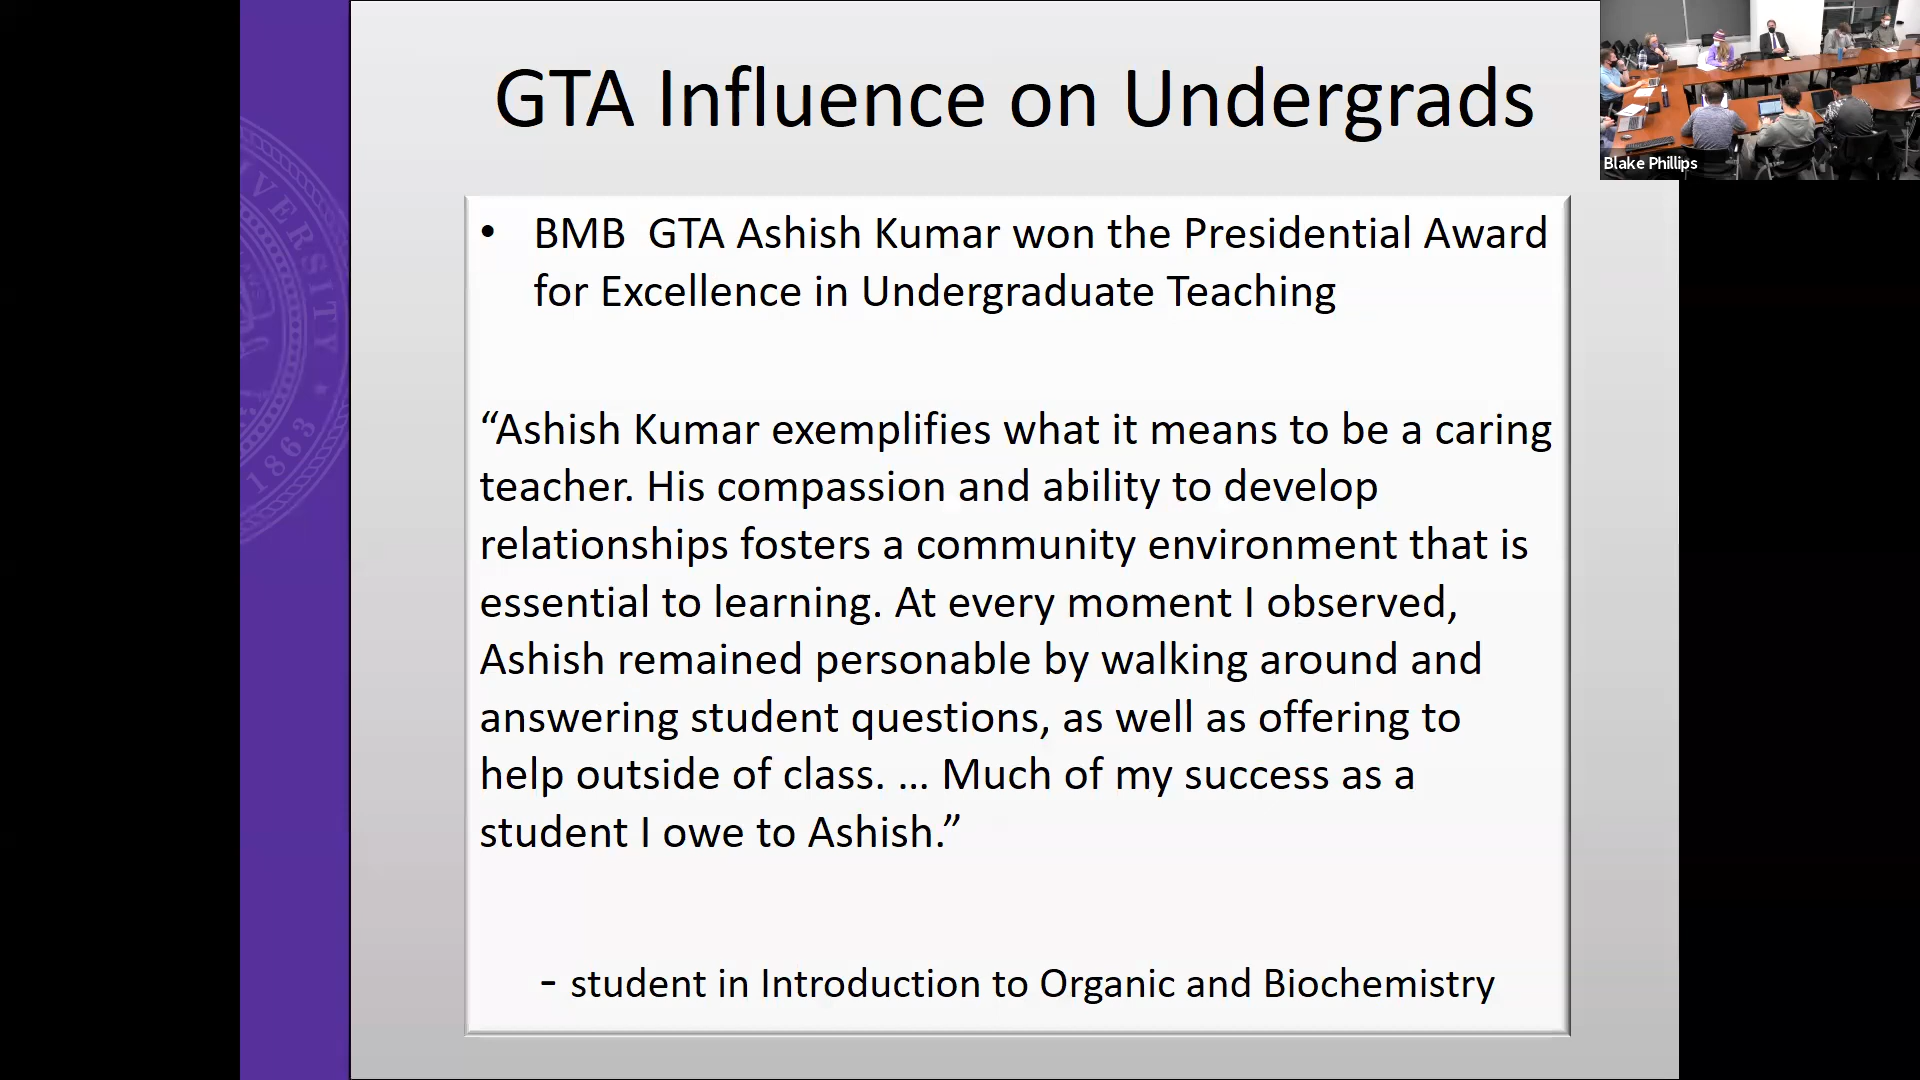 GTA Influence on Undergrads
Blake Phillips
• BMB GTA Ashish Kumar won the Presidential Award
for Excellence in Undergraduate Teaching
“Ashish Kumar exemplifies what it means to be a caring
teacher. His compassion and ability to develop
relationships fosters a community environment that is
essential to learning. At every moment I observed,
Ashish remained personable by walking around and
answering student questions, as well as offering to
help outside of class. … Much of my success as a
student I owe to Ashish.”
- student in Introduction to Organic and Biochemistry
VERSITY
1863